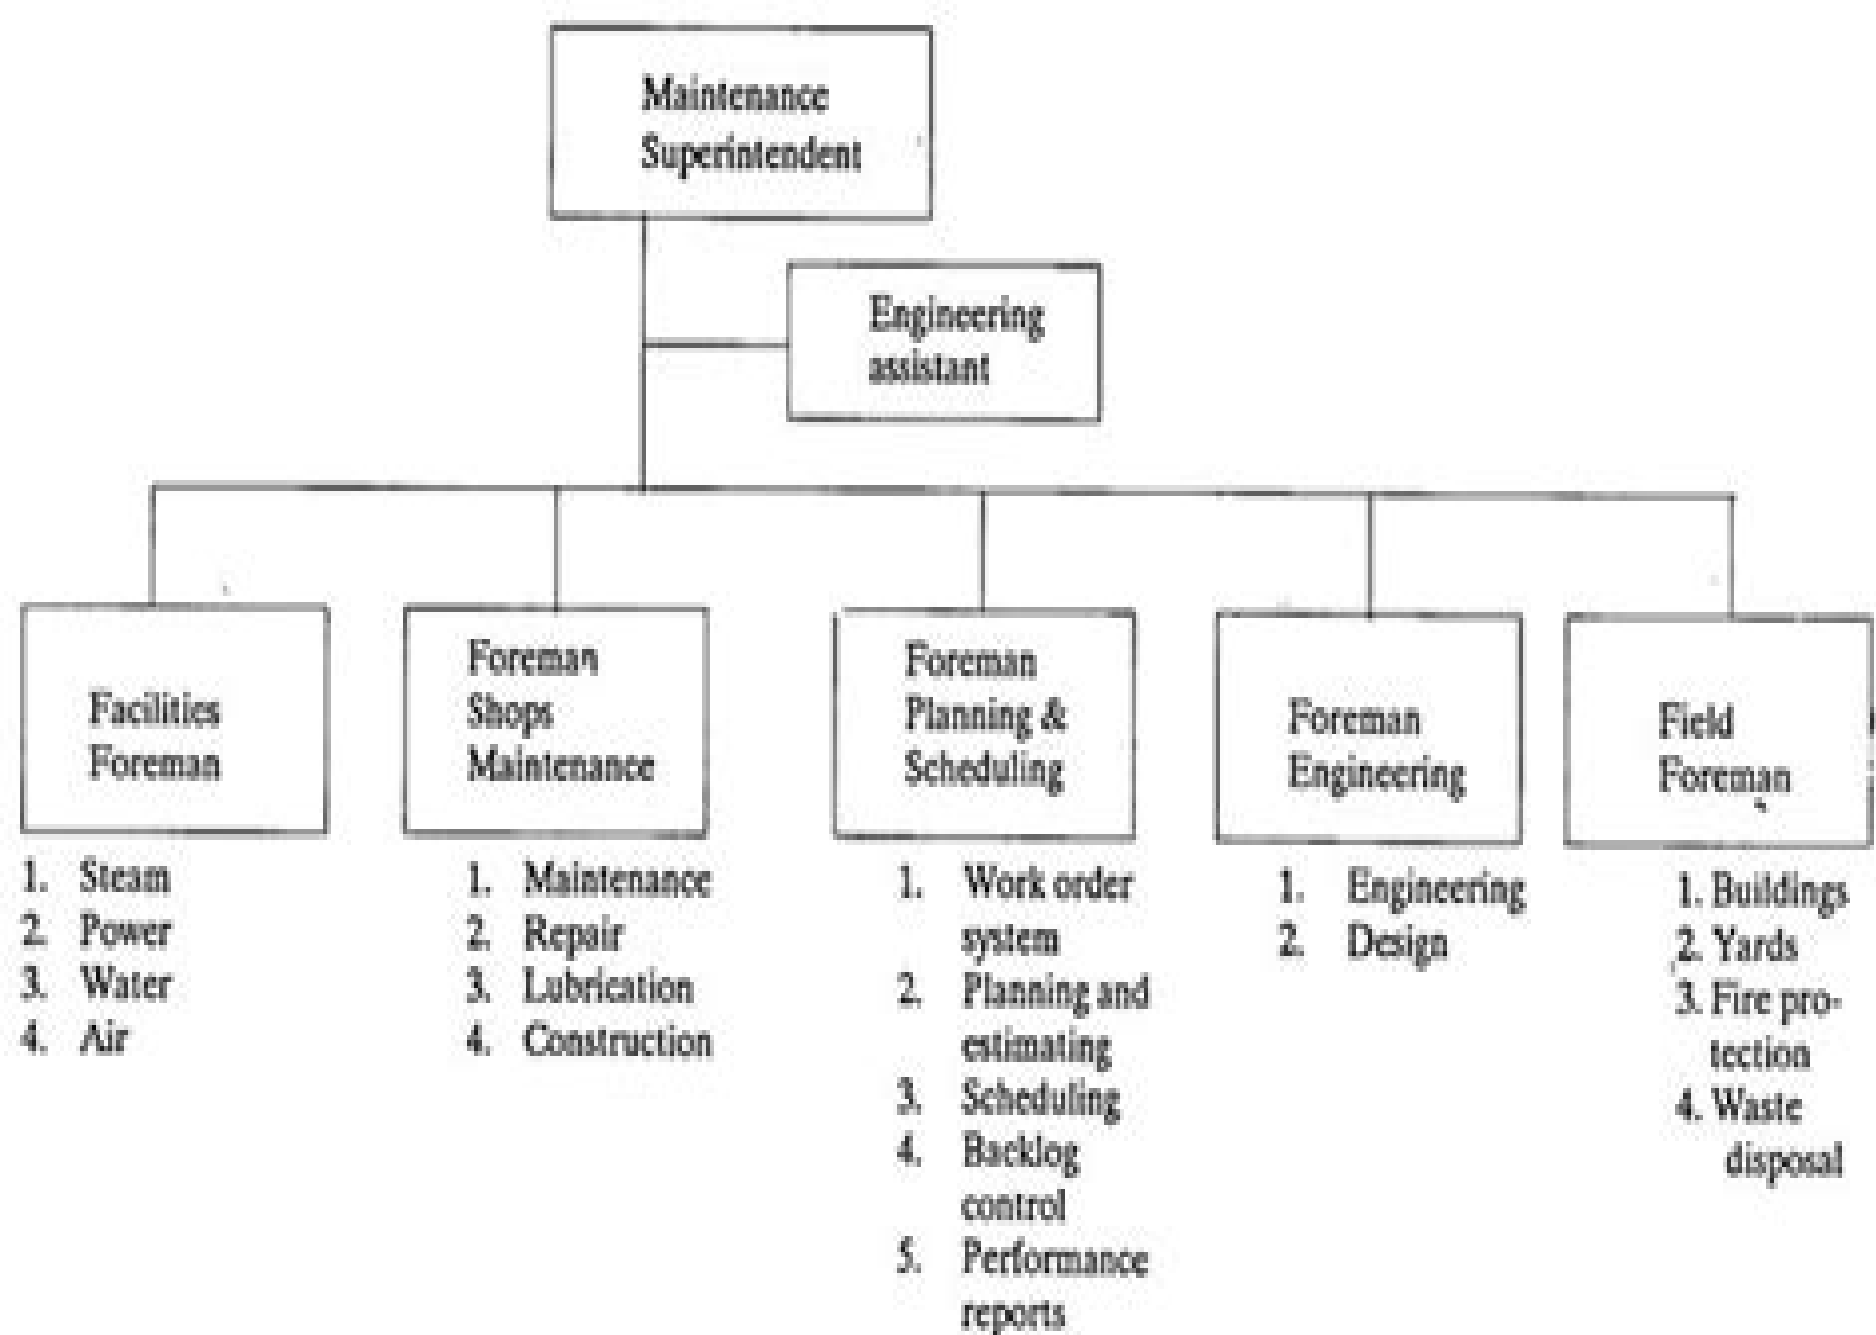 Maintenance
Superintendent
Engineering
assistant
Facilities
Foreman
1. Steam
2. Power
3. Water
4. Air
Foreman
Shops
Maintenance
1. Maintenance
2. Repair
3. Lubrication
4. Construction
Foreman
Planning &
Scheduling
1. Work order
system
2. Planning and
estimating
3. Scheduling
4. Backlog
control
5. Performance
reports
Foreman
Engineering
1. Engineering
2. Design
Field
Foreman
1. Buildings
2. Yards
3. Fire pro-
tection
4. Waste
disposal